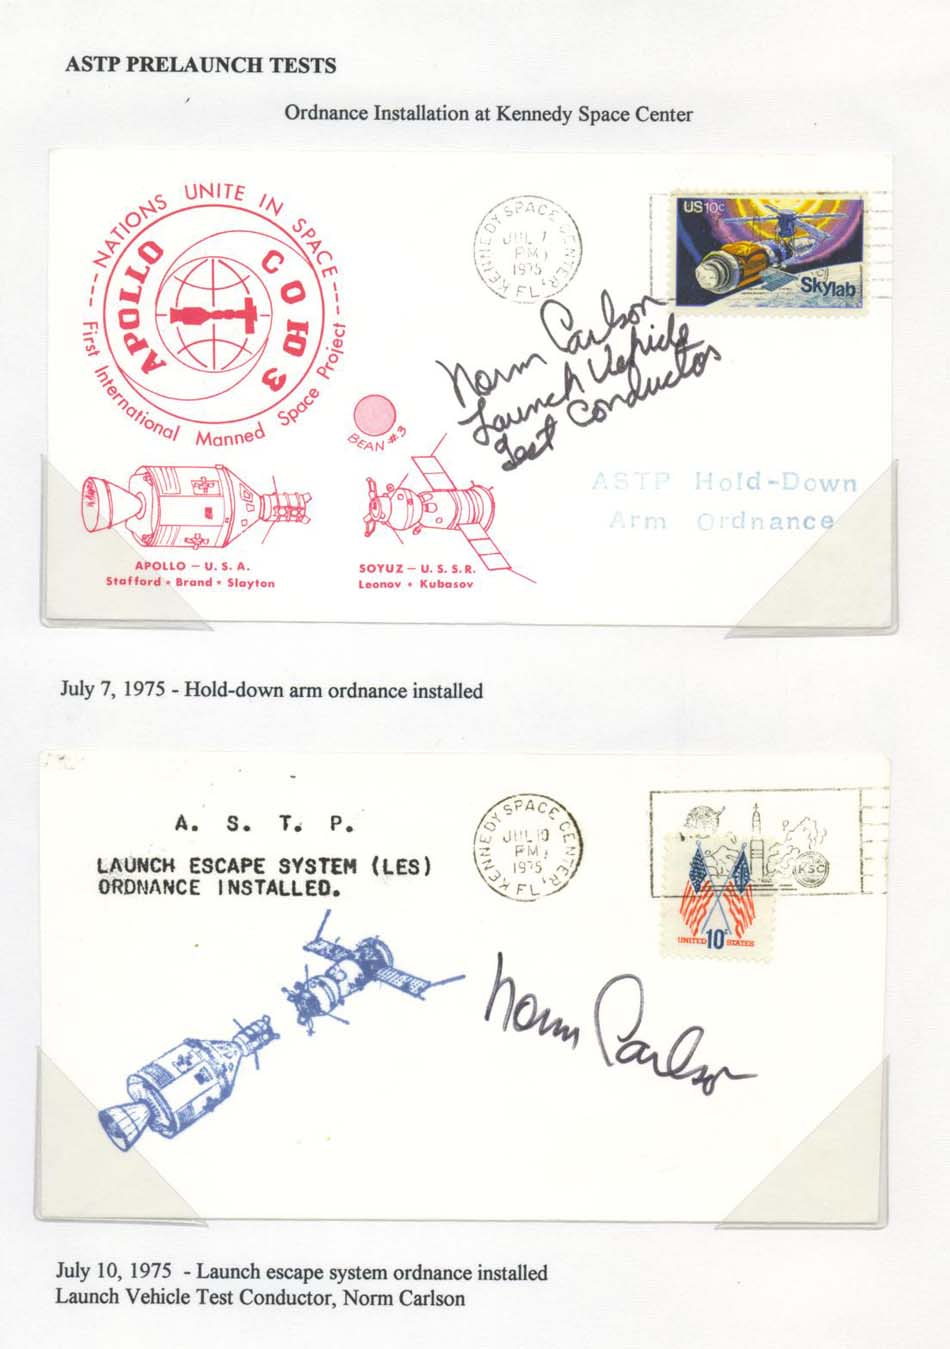 ASTP PRELAUNCH TESTS
Ordnance Installation at Kennedy Space Center
NATIONS UNITE IN SPACE
APOLLO
СОЮЗ
First International Manned Space Project
KENNEDY SPACE CENTER, FL
JUL 7
PM
1975
US 10c
Skylab
Norm Carlson
Launch Vehicle
Test Conductor
BEAN #3
ASTP Hold-Down
Arm Ordnance
APOLLO — U. S. A.
Stafford • Brand • Slayton
SOYUZ — U. S. S. R.
Leonov • Kubasov
July 7, 1975 - Hold-down arm ordnance installed
A. S. T. P.
LAUNCH ESCAPE SYSTEM (LES)
ORDNANCE INSTALLED.
KENNEDY SPACE CENTER, FL
JUL 10
PM
1975
KSC
UNITED 10c STATES
Norm Carlson
July 10, 1975 - Launch escape system ordnance installed
Launch Vehicle Test Conductor, Norm Carlson